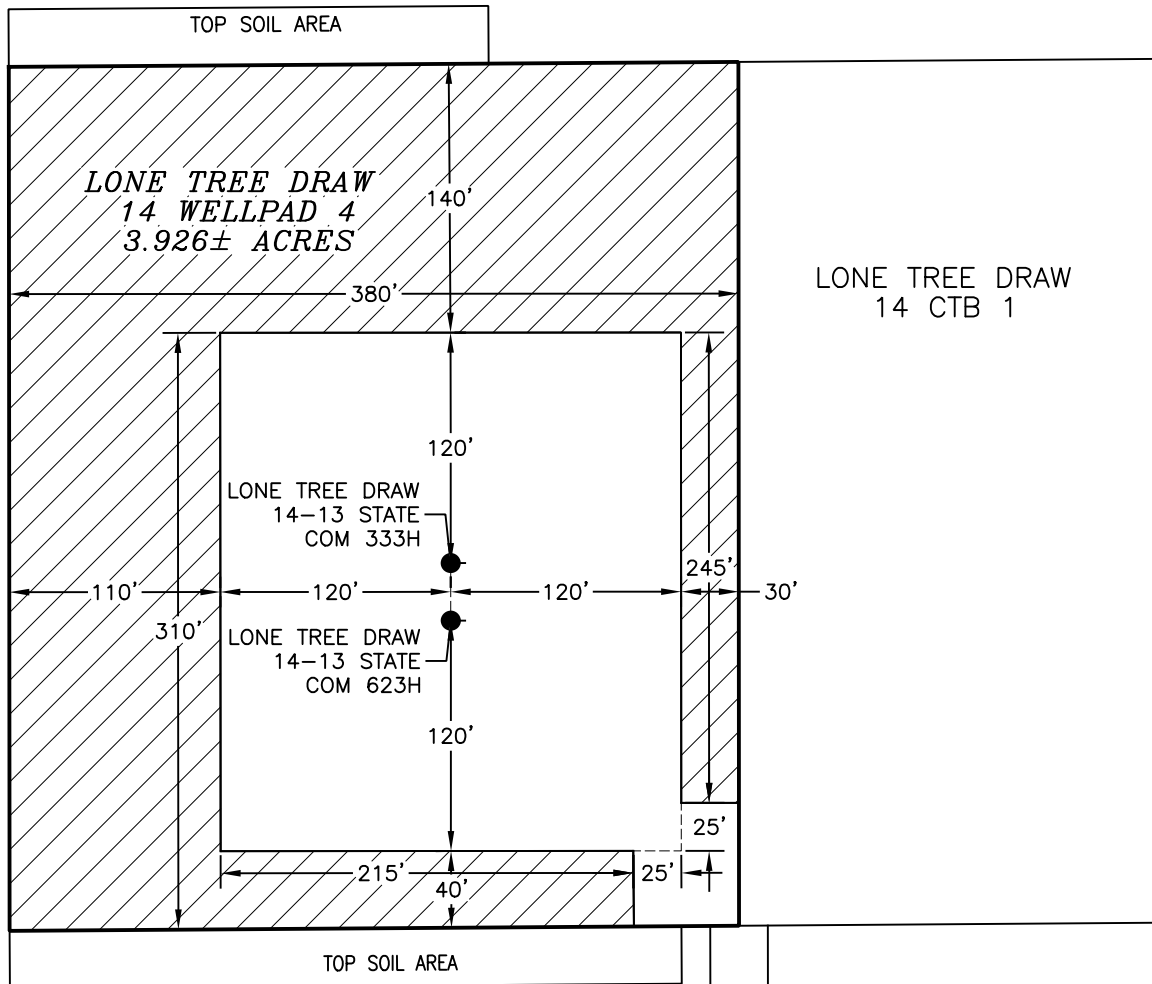 TOP SOIL AREA
LONE TREE DRAW
14 WELLPAD 4
3.926± ACRES
140'
380'
LONE TREE DRAW
14 CTB 1
120'
LONE TREE DRAW
14-13 STATE
COM 333H
245'
110'
120'
120'
30'
310'
LONE TREE DRAW
14-13 STATE
COM 623H
120'
25'
215'
25'
40'
TOP SOIL AREA